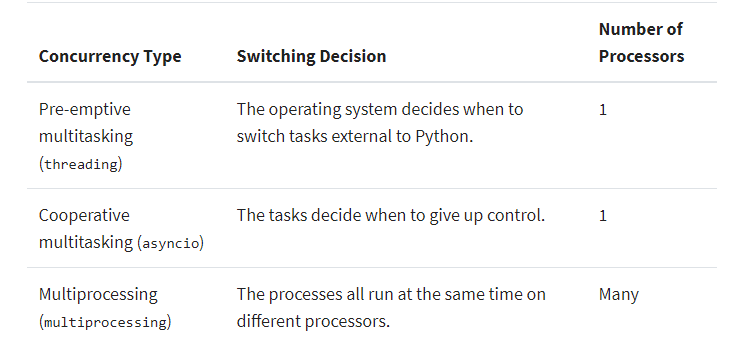 Number of
Concurrency Type Switching Decision Processors
Pre-emptive The operating system decides when to 1
multitasking switch tasks external to Python.
(threading)
Cooperative The tasks decide when to give up control. 1
multitasking (asyncio)
Multiprocessing The processes all run at the same time on Many
(multiprocessing) different processors.